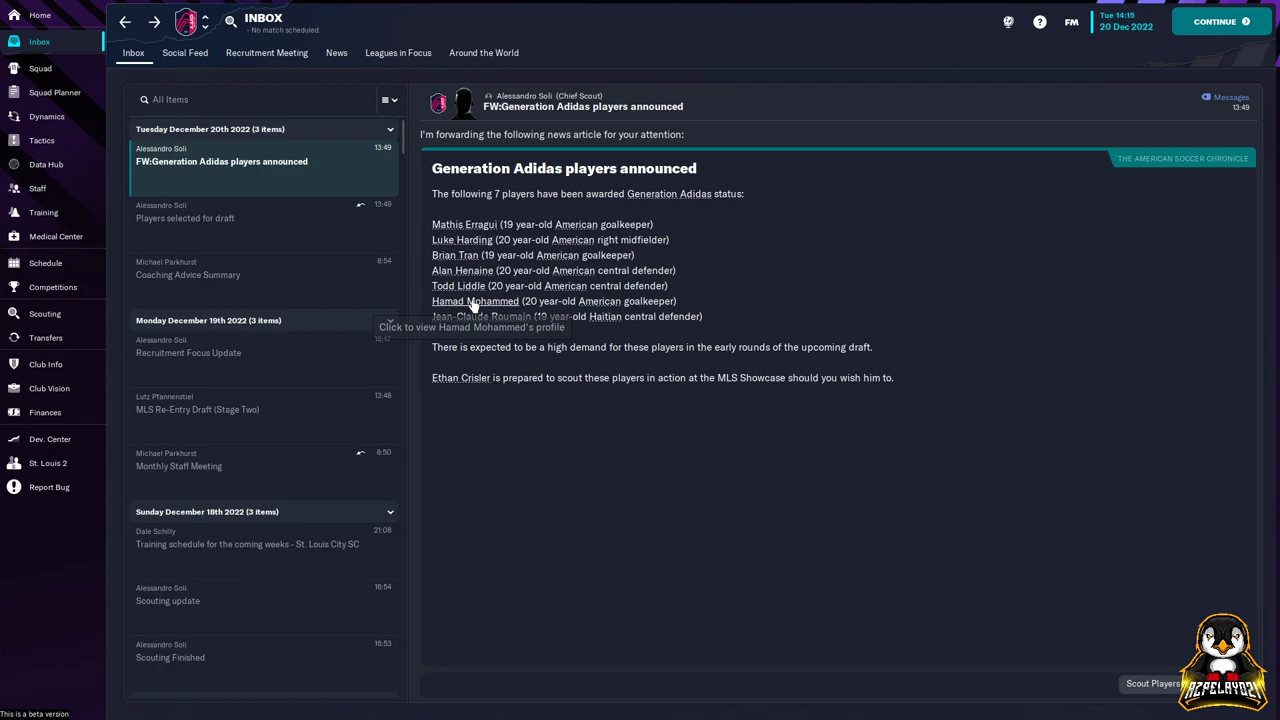 Home
Inbox
Squad
Squad Planner
Dynamics
Tactics
Data Hub
Staff
Training
Medical Center
Schedule
Competitions
Scouting
Transfers
Club Info
Club Vision
Finances
Dev. Center
St. Louis 2
Report Bug
This is a beta version
INBOX
- No match scheduled.
FM
Tue 14:15
20 Dec 2022
CONTINUE
Inbox
Social Feed
Recruitment Meeting
News
Leagues in Focus
Around the World
All Items
Tuesday December 20th 2022 (3 items)
Alessandro Soli 13:49
FW:Generation Adidas players announced
Alessandro Soli 13:49
Players selected for draft
Michael Parkhurst 8:54
Coaching Advice Summary
Monday December 19th 2022 (3 items)
Alessandro Soli
Recruitment Focus Update
Lutz Pfannenstiel 13:48
MLS Re-Entry Draft (Stage Two)
Michael Parkhurst 8:50
Monthly Staff Meeting
Sunday December 18th 2022 (3 items)
Dale Schilly 21:08
Training schedule for the coming weeks - St. Louis City SC
Alessandro Soli 16:54
Scouting update
Alessandro Soli 16:53
Scouting Finished
Alessandro Soli (Chief Scout)
FW:Generation Adidas players announced
Messages
13:49
I'm forwarding the following news article for your attention:
THE AMERICAN SOCCER CHRONICLE
Generation Adidas players announced
The following 7 players have been awarded Generation Adidas status:
Mathis Erragui (19 year-old American goalkeeper)
Luke Harding (20 year-old American right midfielder)
Brian Tran (19 year-old American goalkeeper)
Alan Henaine (20 year-old American central defender)
Todd Liddle (20 year-old American central defender)
Hamad Mohammed (20 year-old American goalkeeper)
Jean-Claude Roumain (19 year-old Haitian central defender)
Click to view Hamad Mohammed's profile
There is expected to be a high demand for these players in the early rounds of the upcoming draft.
Ethan Crisler is prepared to scout these players in action at the MLS Showcase should you wish him to.
Scout Players
AZPELAYO21